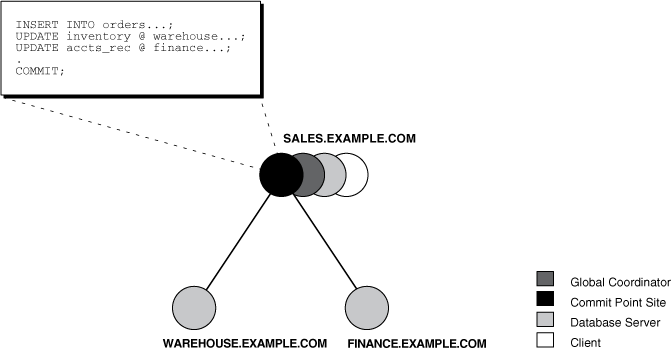 INSERT INTO orders...;
UPDATE inventory @ warehouse...;
UPDATE accts_rec @ finance...;
.
COMMIT;
SALES.EXAMPLE.COM
WAREHOUSE.EXAMPLE.COM
FINANCE.EXAMPLE.COM
Global Coordinator
Commit Point Site
Database Server
Client